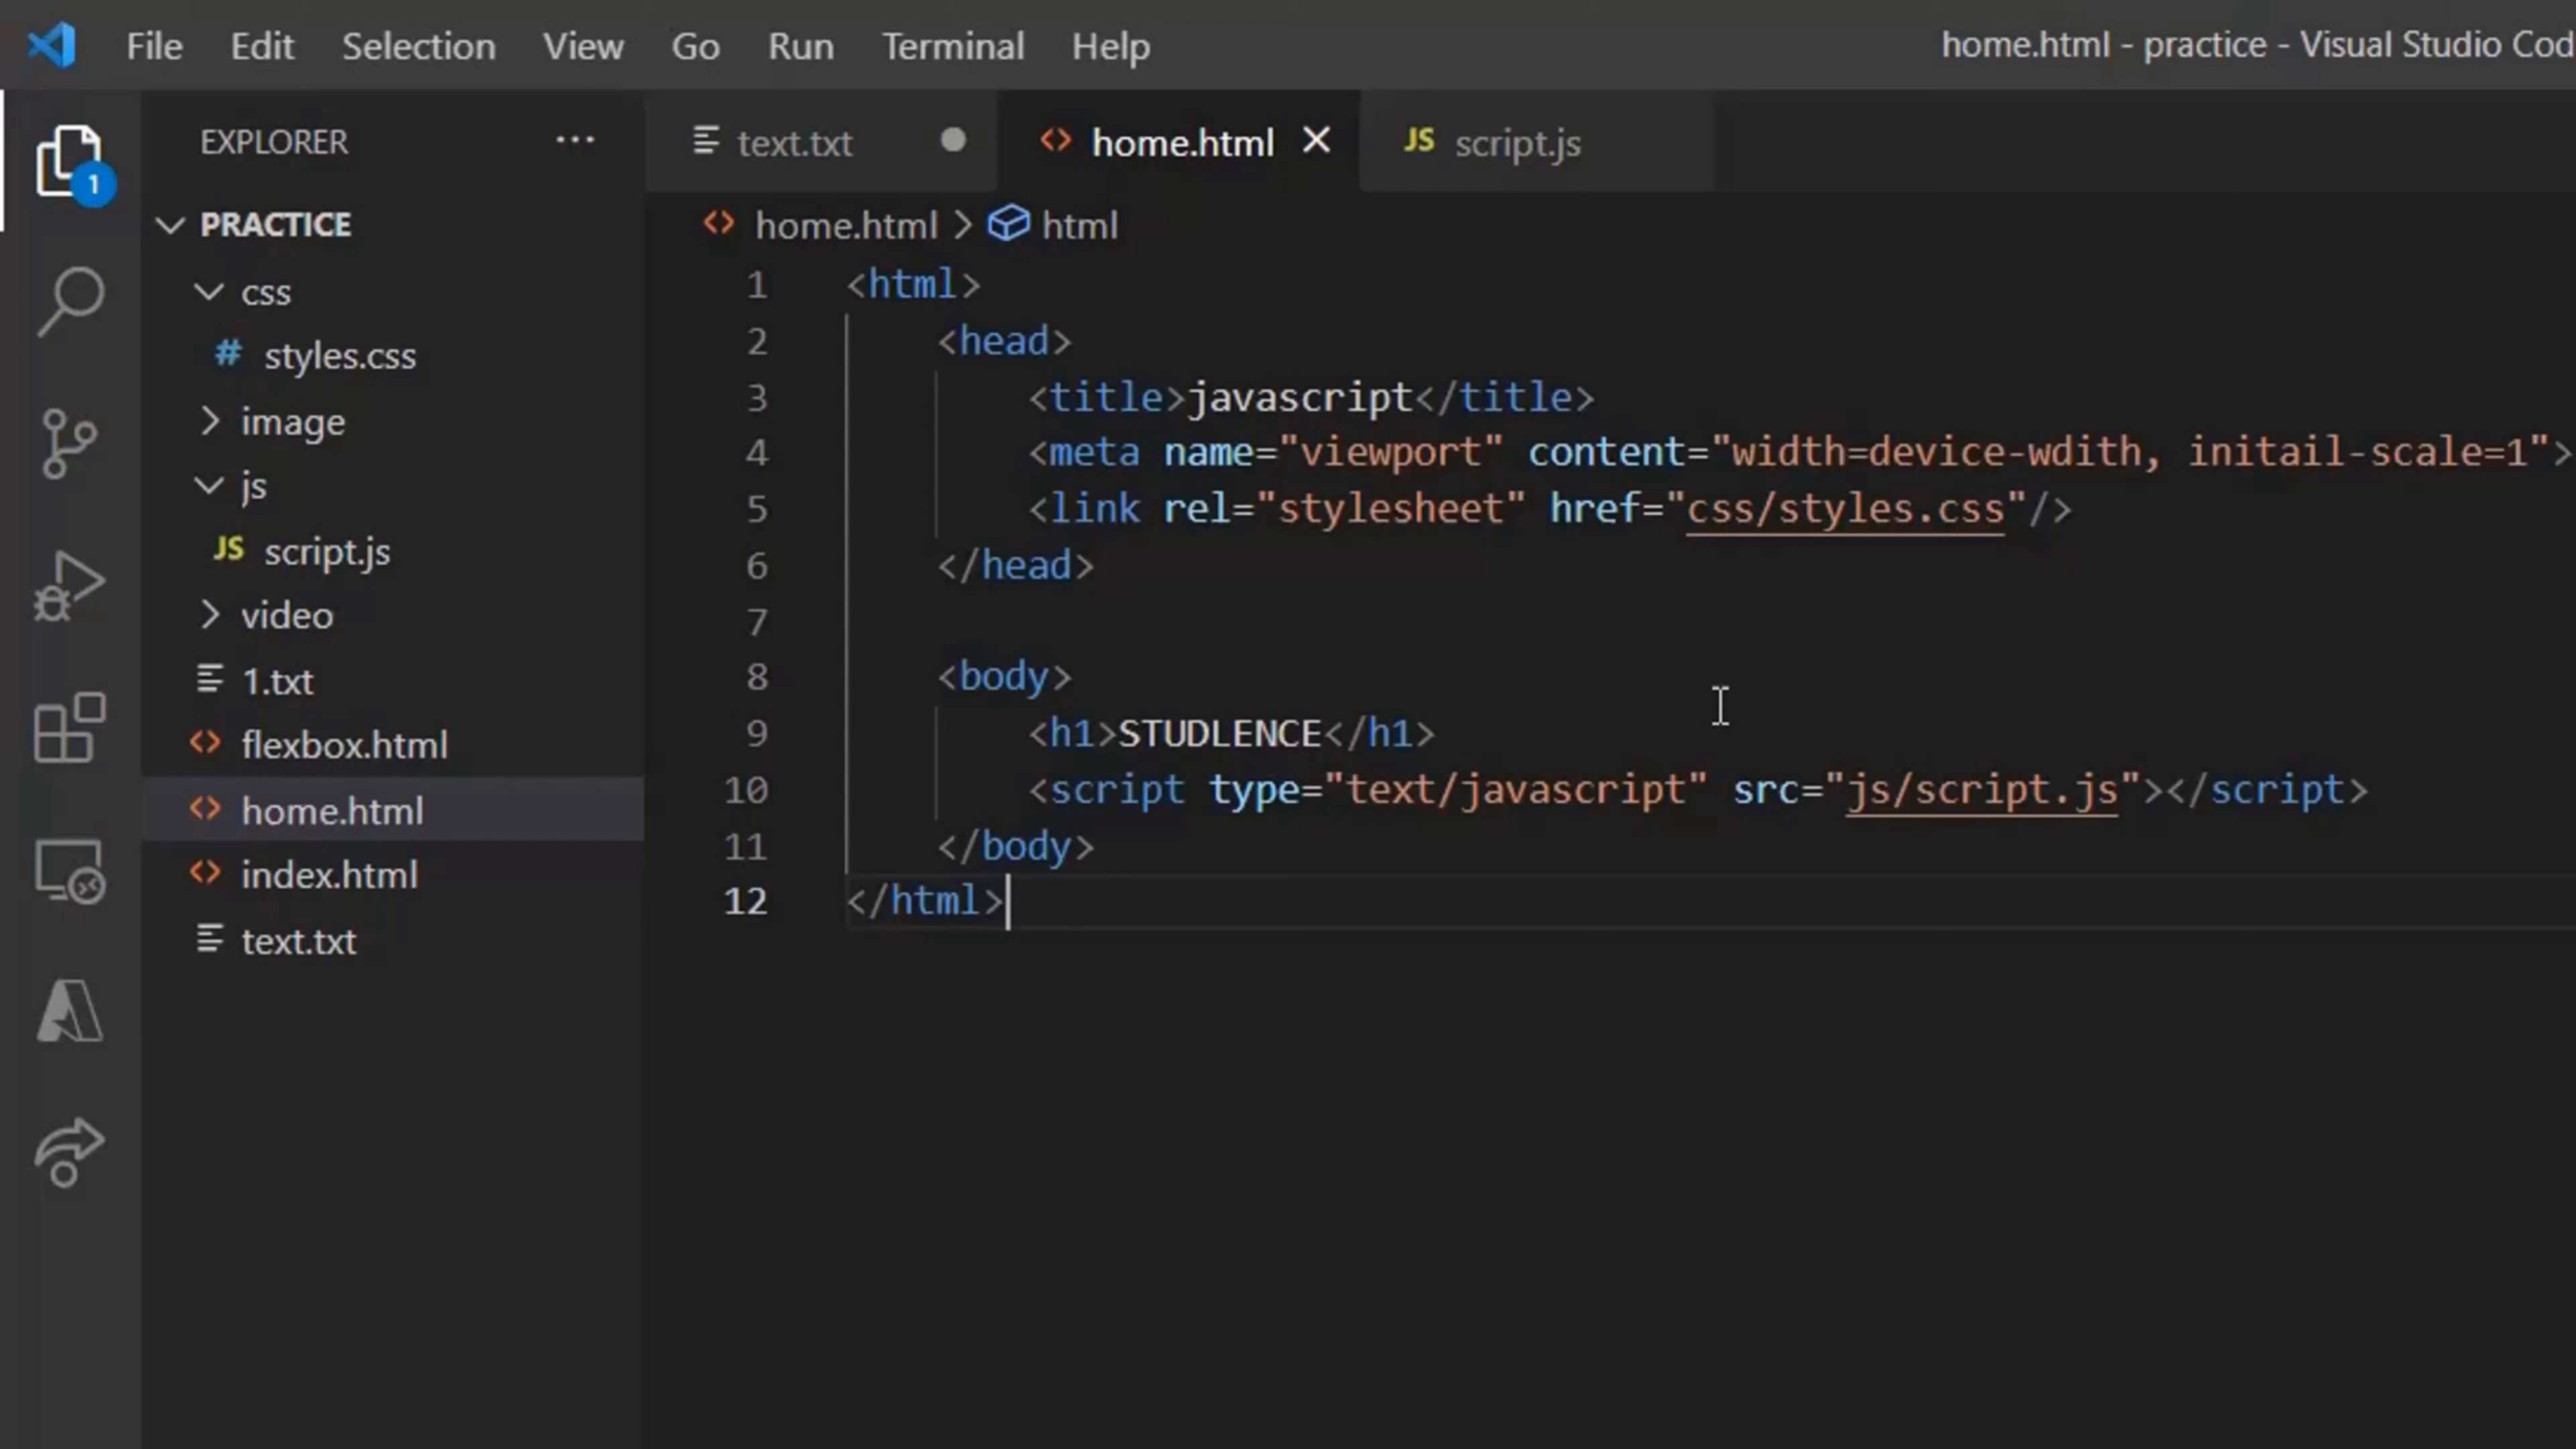 File Edit Selection View Go Run Terminal Help
home.html - practice - Visual Studio Cod
EXPLORER ...
1
PRACTICE
css
# styles.css
image
js
JS script.js
video
1.txt
flexbox.html
home.html
index.html
text.txt
text.txt home.html JS script.js
home.html > html
1 <html>
2 <head>
3 <title>javascript</title>
4 <meta name="viewport" content="width=device-wdith, initail-scale=1">
5 <link rel="stylesheet" href="css/styles.css"/>
6 </head>
7
8 <body>
9 <h1>STUDLENCE</h1>
10 <script type="text/javascript" src="js/script.js"></script>
11 </body>
12 </html>